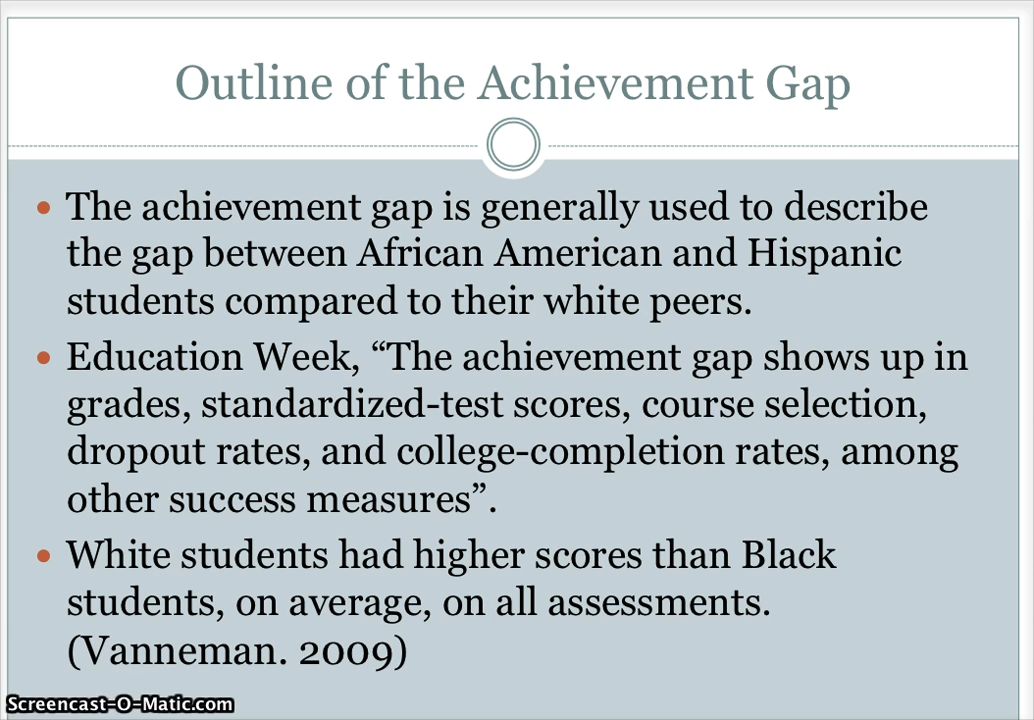 Outline of the Achievement Gap
• The achievement gap is generally used to describe
the gap between African American and Hispanic
students compared to their white peers.
• Education Week, “The achievement gap shows up in
grades, standardized-test scores, course selection,
dropout rates, and college-completion rates, among
other success measures”.
• White students had higher scores than Black
students, on average, on all assessments.
(Vanneman. 2009)
Screencast-O-Matic.com